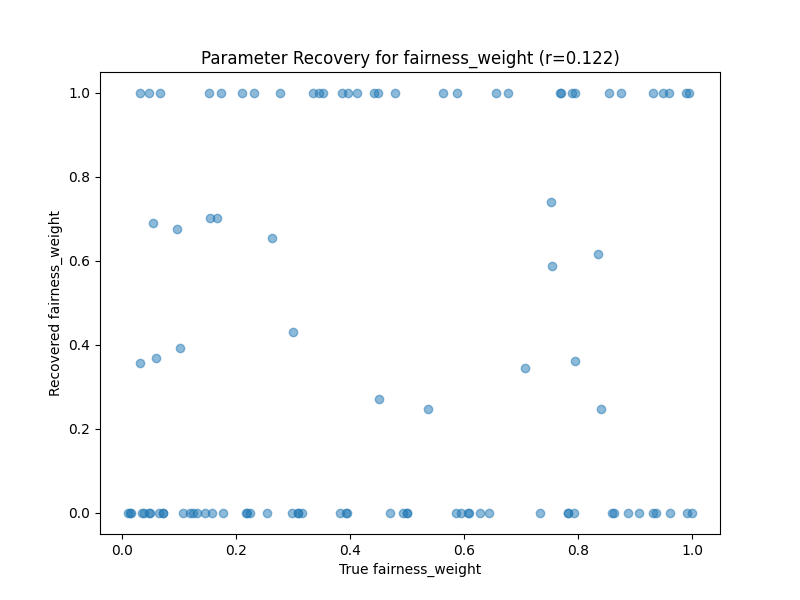 Parameter Recovery for fairness_weight (r=0.122)
Recovered fairness_weight
1.0
0.8
0.6
0.4
0.2
0.0
0.0 0.2 0.4 0.6 0.8 1.0
True fairness_weight